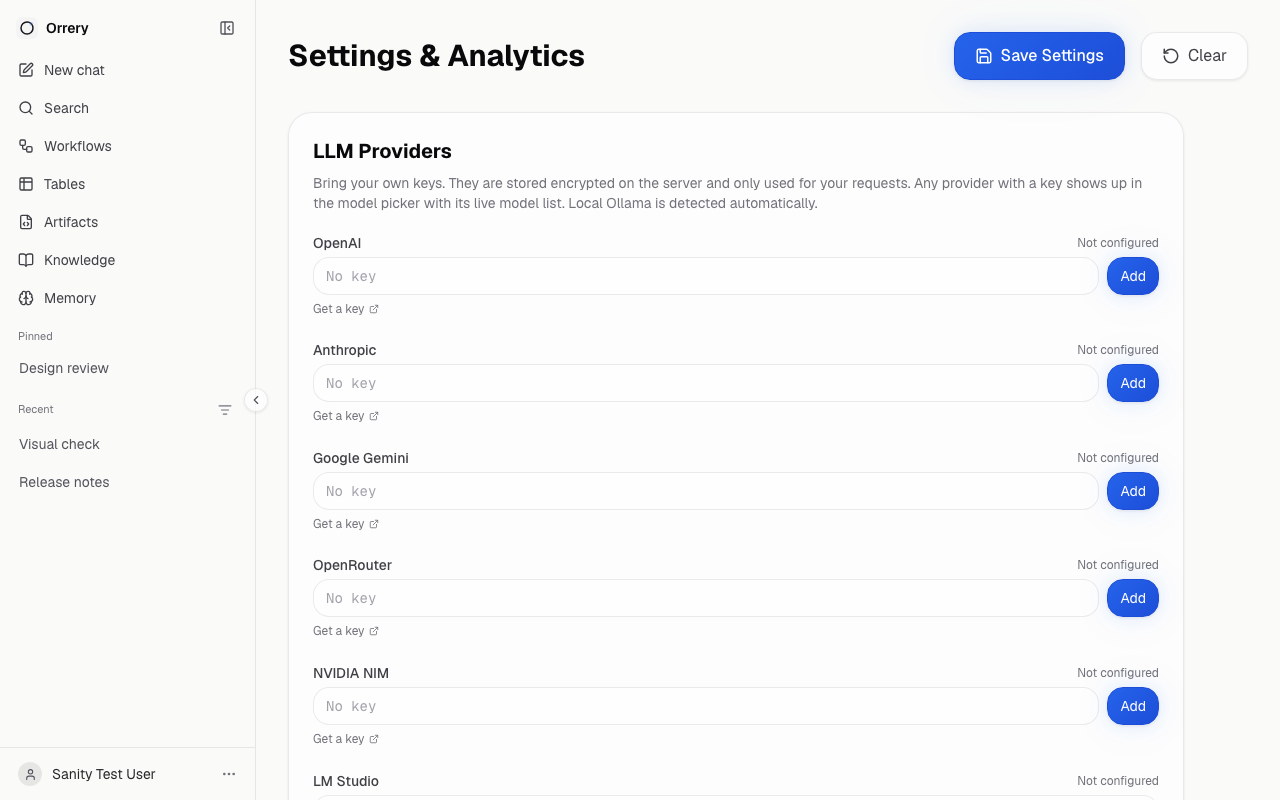 Orrery
New chat
Search
Workflows
Tables
Artifacts
Knowledge
Memory
Pinned
Design review
Recent
Visual check
Release notes
Sanity Test User
Settings & Analytics
Save Settings
Clear
LLM Providers
Bring your own keys. They are stored encrypted on the server and only used for your requests. Any provider with a key shows up in
the model picker with its live model list. Local Ollama is detected automatically.
OpenAI
Not configured
No key
Add
Get a key
Anthropic
Not configured
No key
Add
Get a key
Google Gemini
Not configured
No key
Add
Get a key
OpenRouter
Not configured
No key
Add
Get a key
NVIDIA NIM
Not configured
No key
Add
Get a key
LM Studio
Not configured